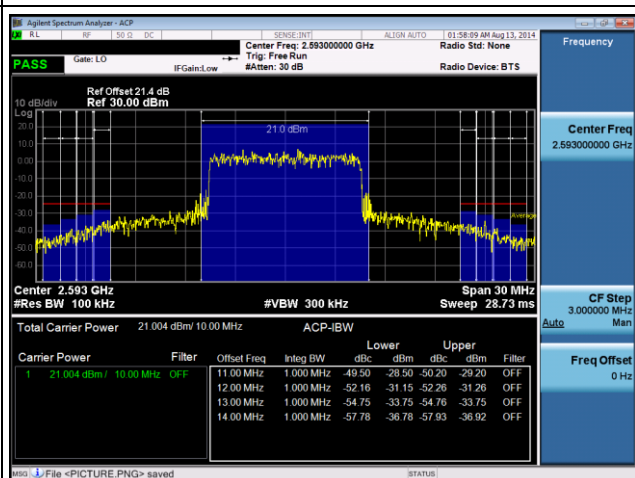 Agilent Spectrum Analyzer - ACP
RL RF 50 Ω DC SENSE:INT ALIGN AUTO 01:58:09 AM Aug 13, 2014
Center Freq: 2.593000000 GHz Radio Std: None
PASS Gate: LO IFGain:Low Trig: Free Run
#Atten: 30 dB Radio Device: BTS
Ref Offset 21.4 dB
10 dB/div Ref 30.00 dBm
Log
20.0
10.0
0.00
-10.0
-20.0
-30.0
-40.0
-50.0
-60.0
21.0 dBm
Average
Center 2.593 GHz Span 30 MHz
#Res BW 100 kHz #VBW 300 kHz Sweep 28.73 ms
Total Carrier Power 21.004 dBm/ 10.00 MHz ACP-IBW
Lower Upper
Carrier Power Filter Offset Freq Integ BW dBc dBm dBc dBm Filter
1 21.004 dBm / 10.00 MHz OFF 11.00 MHz 1.000 MHz -49.50 -28.50 -50.20 -29.20 OFF
12.00 MHz 1.000 MHz -52.16 -31.15 -52.26 -31.26 OFF
13.00 MHz 1.000 MHz -54.75 -33.75 -54.76 -33.75 OFF
14.00 MHz 1.000 MHz -57.78 -36.78 -57.93 -36.92 OFF
MSG File <PICTURE.PNG> saved STATUS
Frequency
Center Freq
2.593000000 GHz
CF Step
3.000000 MHz
Auto Man
Freq Offset
0 Hz